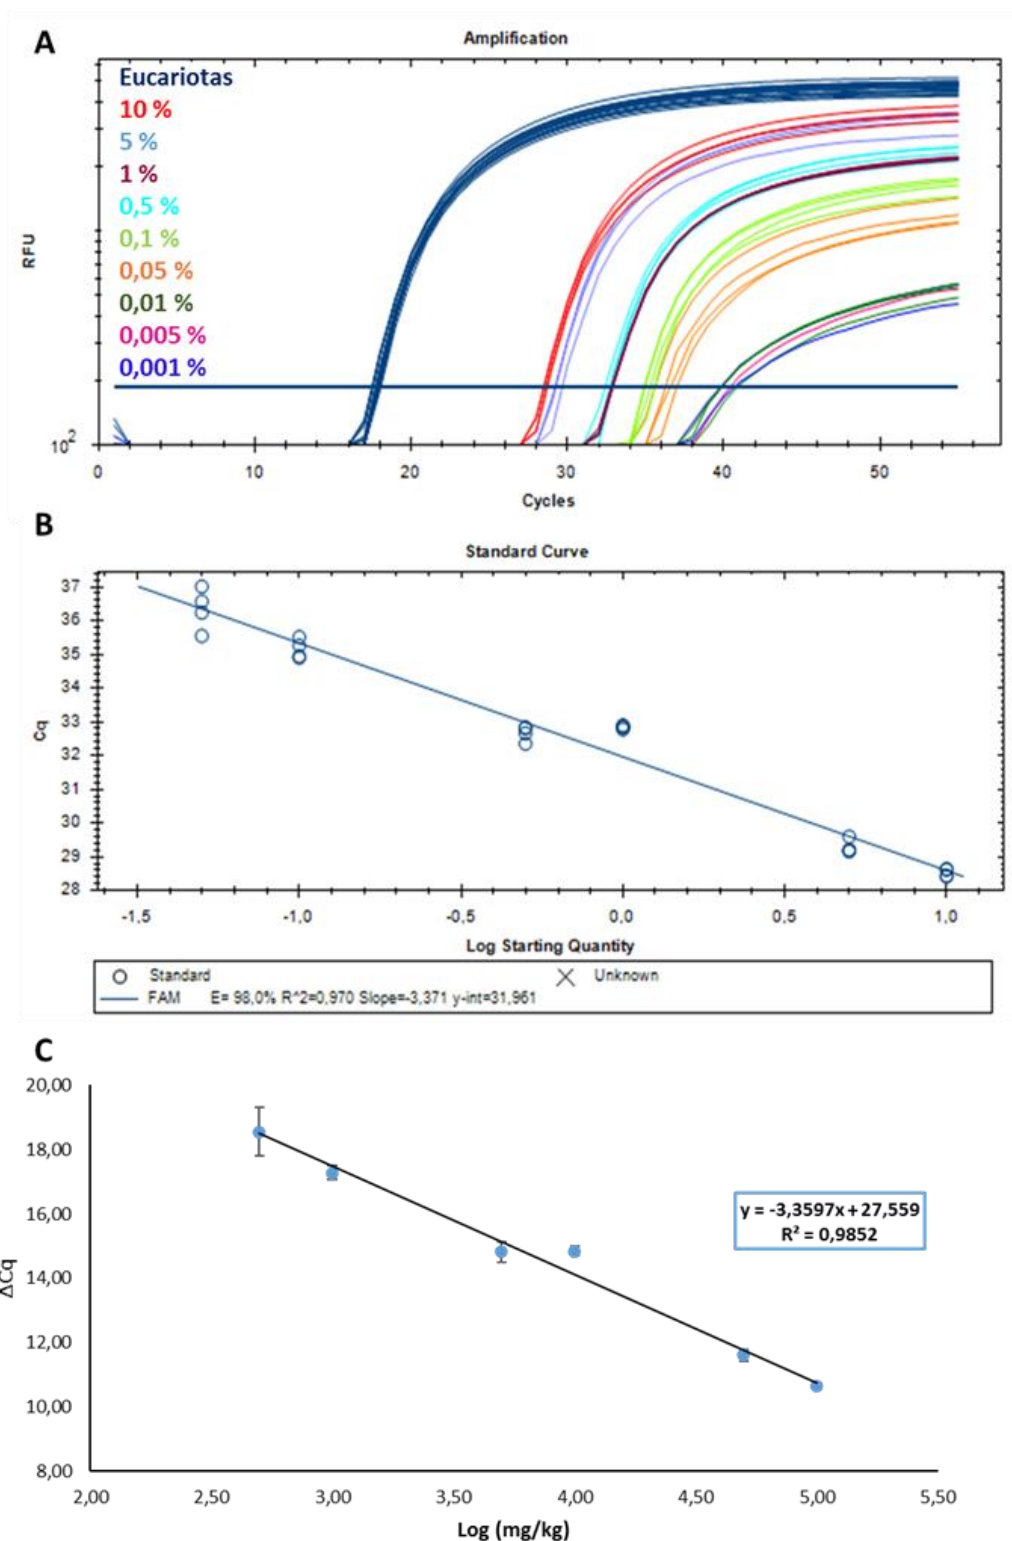 A
Amplification
Eucariotas
10 %
5 %
1 %
0,5 %
0,1 %
0,05 %
0,01 %
0,005 %
0,001 %
RFU
10²
0 10 20 30 40 50
Cycles
B
Standard Curve
37
36
35
34
33
32
31
30
29
28
Cq
-1,5 -1,0 -0,5 0,0 0,5 1,0
Log Starting Quantity
Standard Unknown
FAM E= 98,0% R^2=0,970 Slope=-3,371 y-int=31,961
C
20,00
18,00
16,00
14,00
12,00
10,00
8,00
ΔCq
y = -3,3597x + 27,559
R² = 0,9852
2,00 2,50 3,00 3,50 4,00 4,50 5,00 5,50
Log (mg/kg)